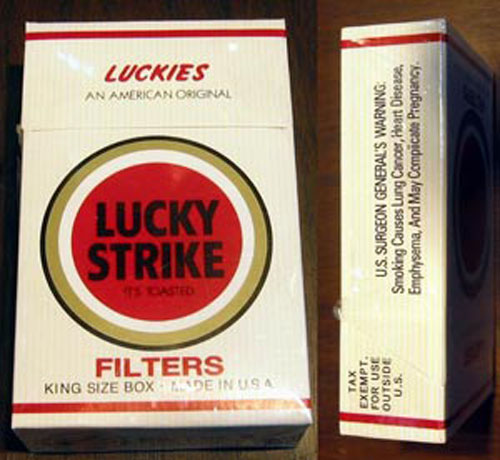 LUCKIES
AN AMERICAN ORIGINAL
LUCKY
STRIKE
IT'S TOASTED
FILTERS
KING SIZE BOX · MADE IN U.S.A.
U.S. SURGEON GENERAL'S WARNING:
Smoking Causes Lung Cancer, Heart Disease,
Emphysema, And May Complicate Pregnancy.
TAX
EXEMPT.
FOR USE
OUTSIDE
U.S.